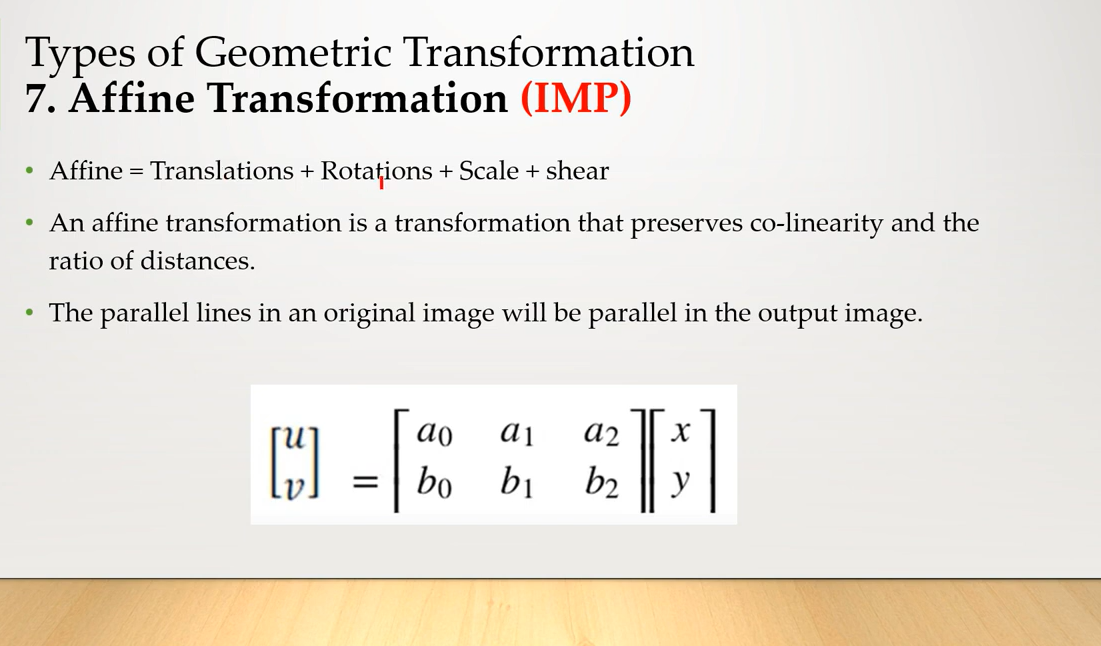 Types of Geometric Transformation
7. Affine Transformation (IMP)
• Affine = Translations + Rotations + Scale + shear
• An affine transformation is a transformation that preserves co-linearity and the
ratio of distances.
• The parallel lines in an original image will be parallel in the output image.
[u] = [a0 a1 a2][x]
[v] [b0 b1 b2][y]